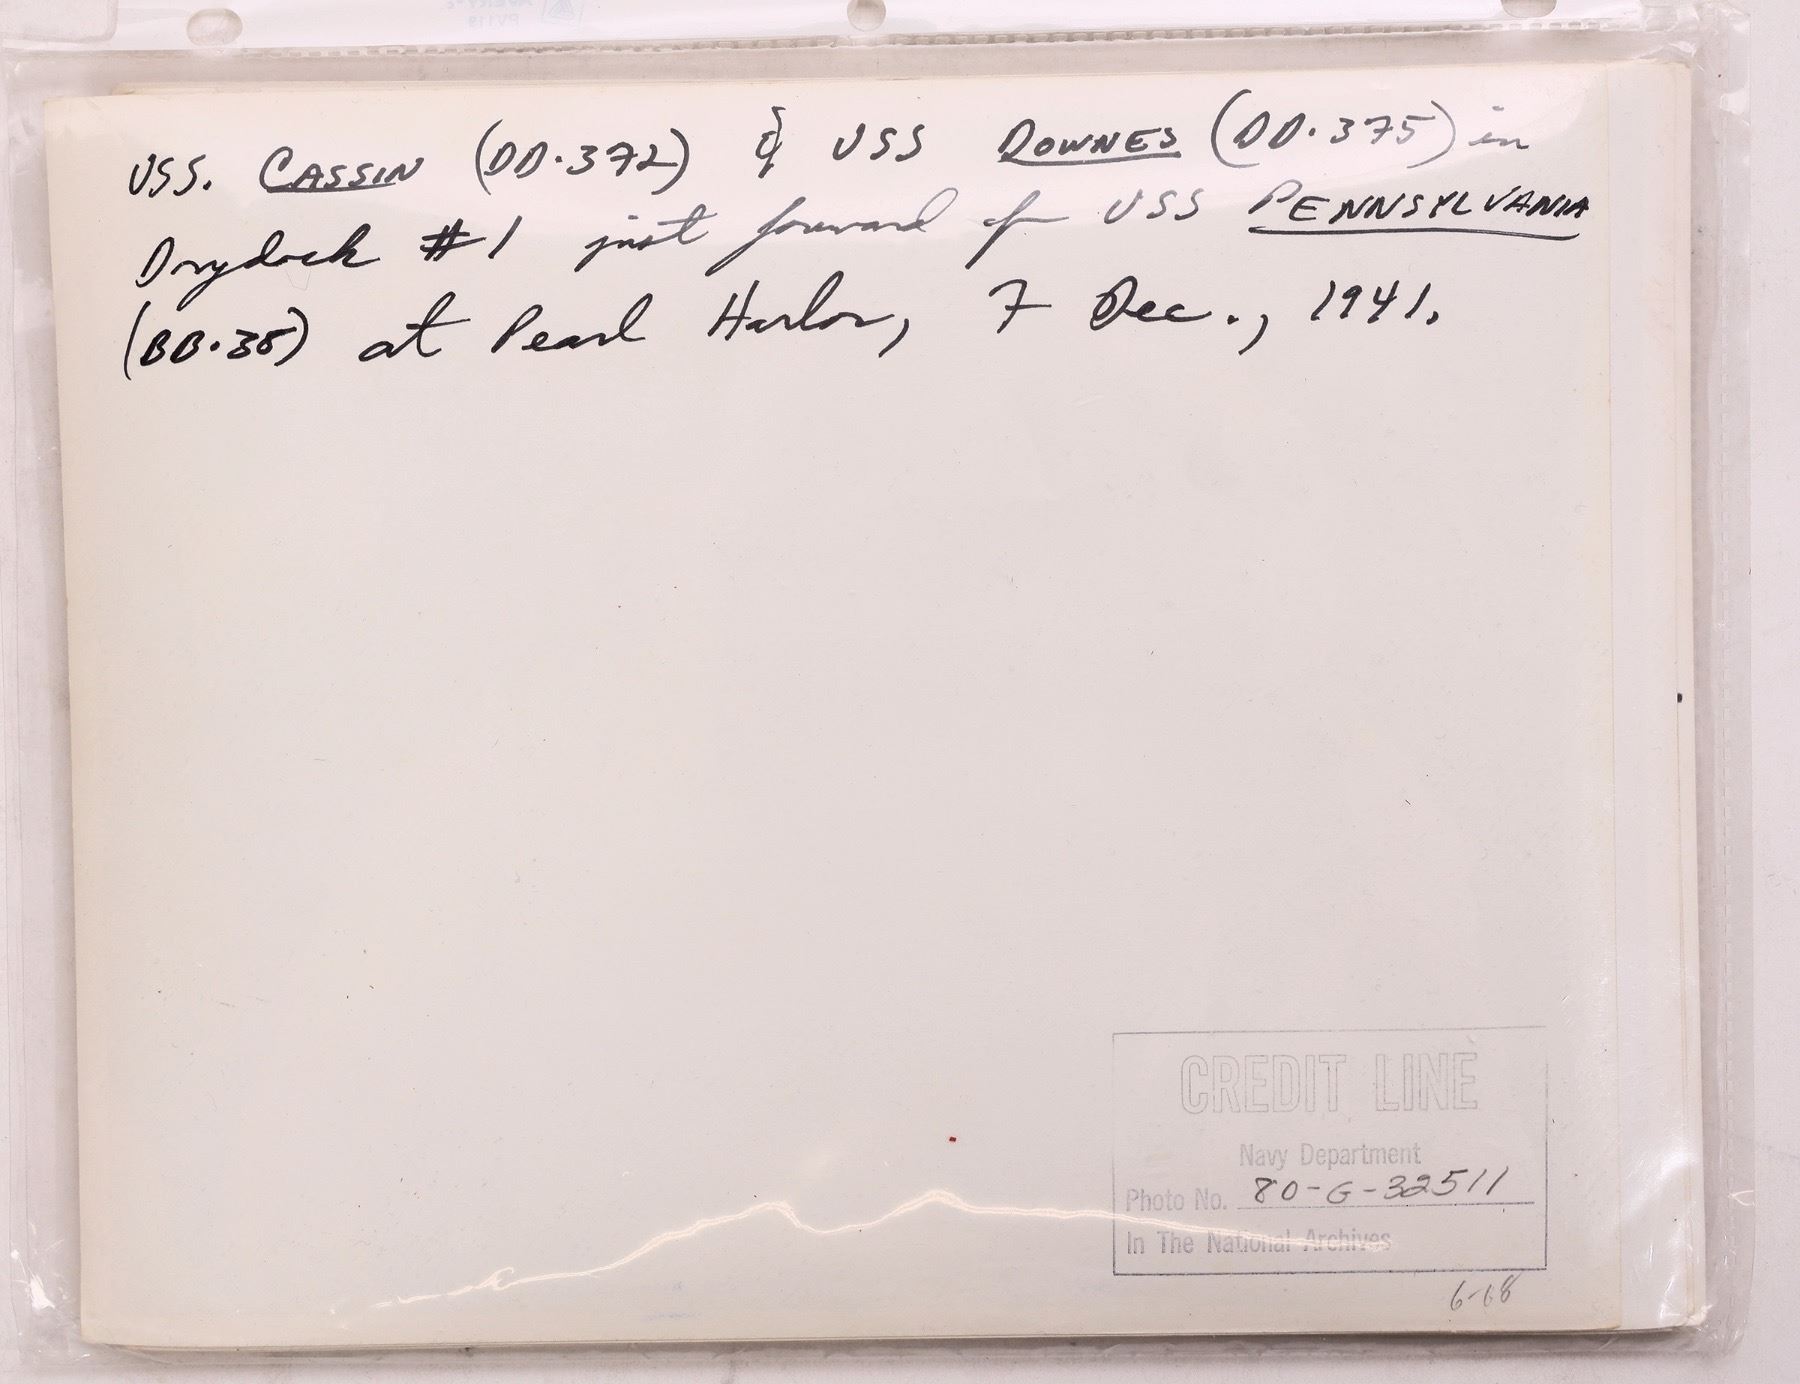 USS. CASSIN (DD·372) & USS DOWNES (DD·375) in
Drydock #1 just forward of USS PENNSYLVANIA
(BB·38) at Pearl Harbor, 7 Dec., 1941.
CREDIT LINE
Navy Department
Photo No. 80-G-32511
In The National Archives
6-68